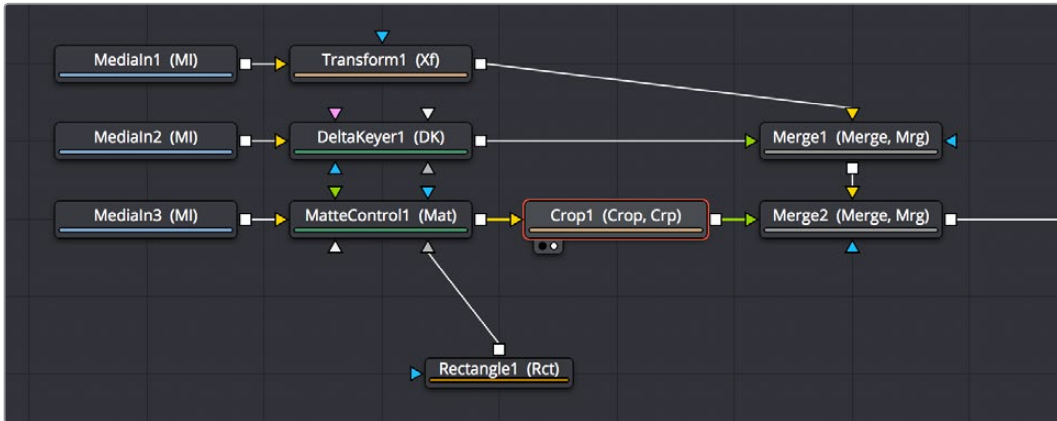 MediaIn1 (MI)
Transform1 (Xf)
MediaIn2 (MI)
DeltaKeyer1 (DK)
Merge1 (Merge, Mrg)
MediaIn3 (MI)
MatteControl1 (Mat)
Crop1 (Crop, Crp)
Merge2 (Merge, Mrg)
Rectangle1 (Rct)